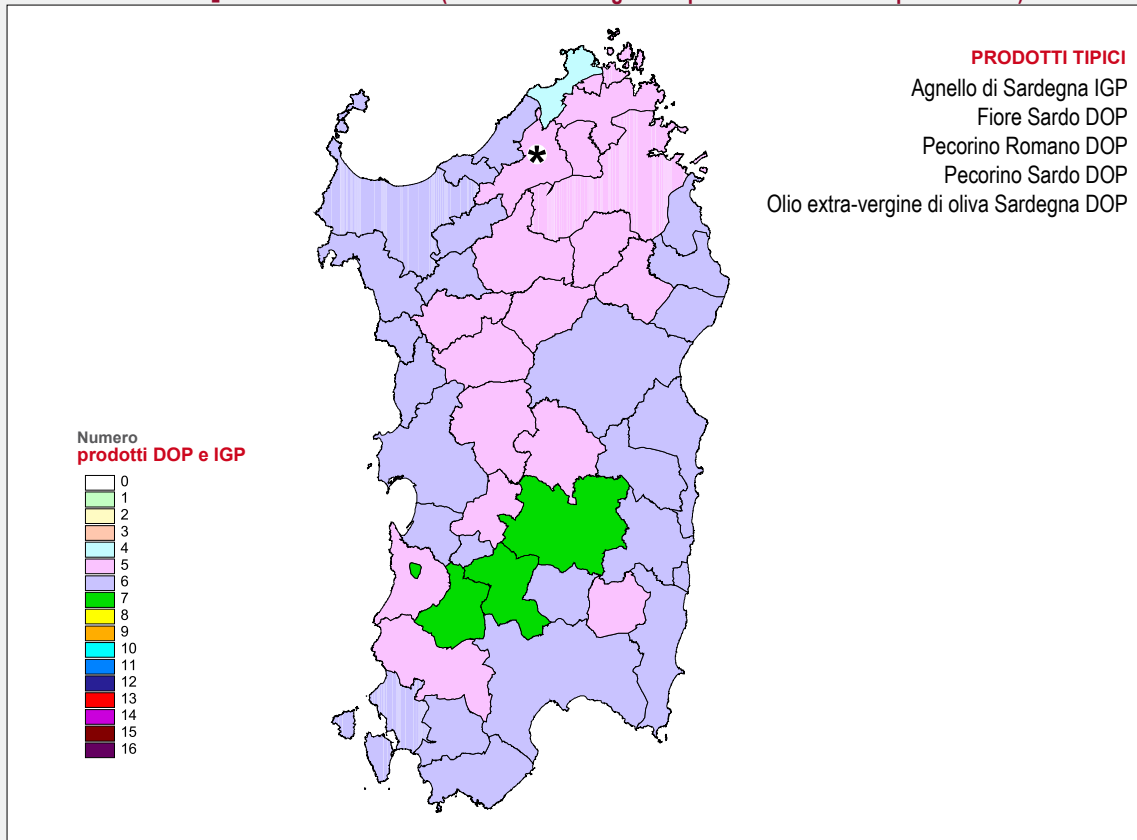 PRODOTTI TIPICI
Agnello di Sardegna IGP
Fiore Sardo DOP
Pecorino Romano DOP
Pecorino Sardo DOP
Olio extra-vergine di oliva Sardegna DOP
*
Numero
prodotti DOP e IGP
0
1
2
3
4
5
6
7
8
9
10
11
12
13
14
15
16